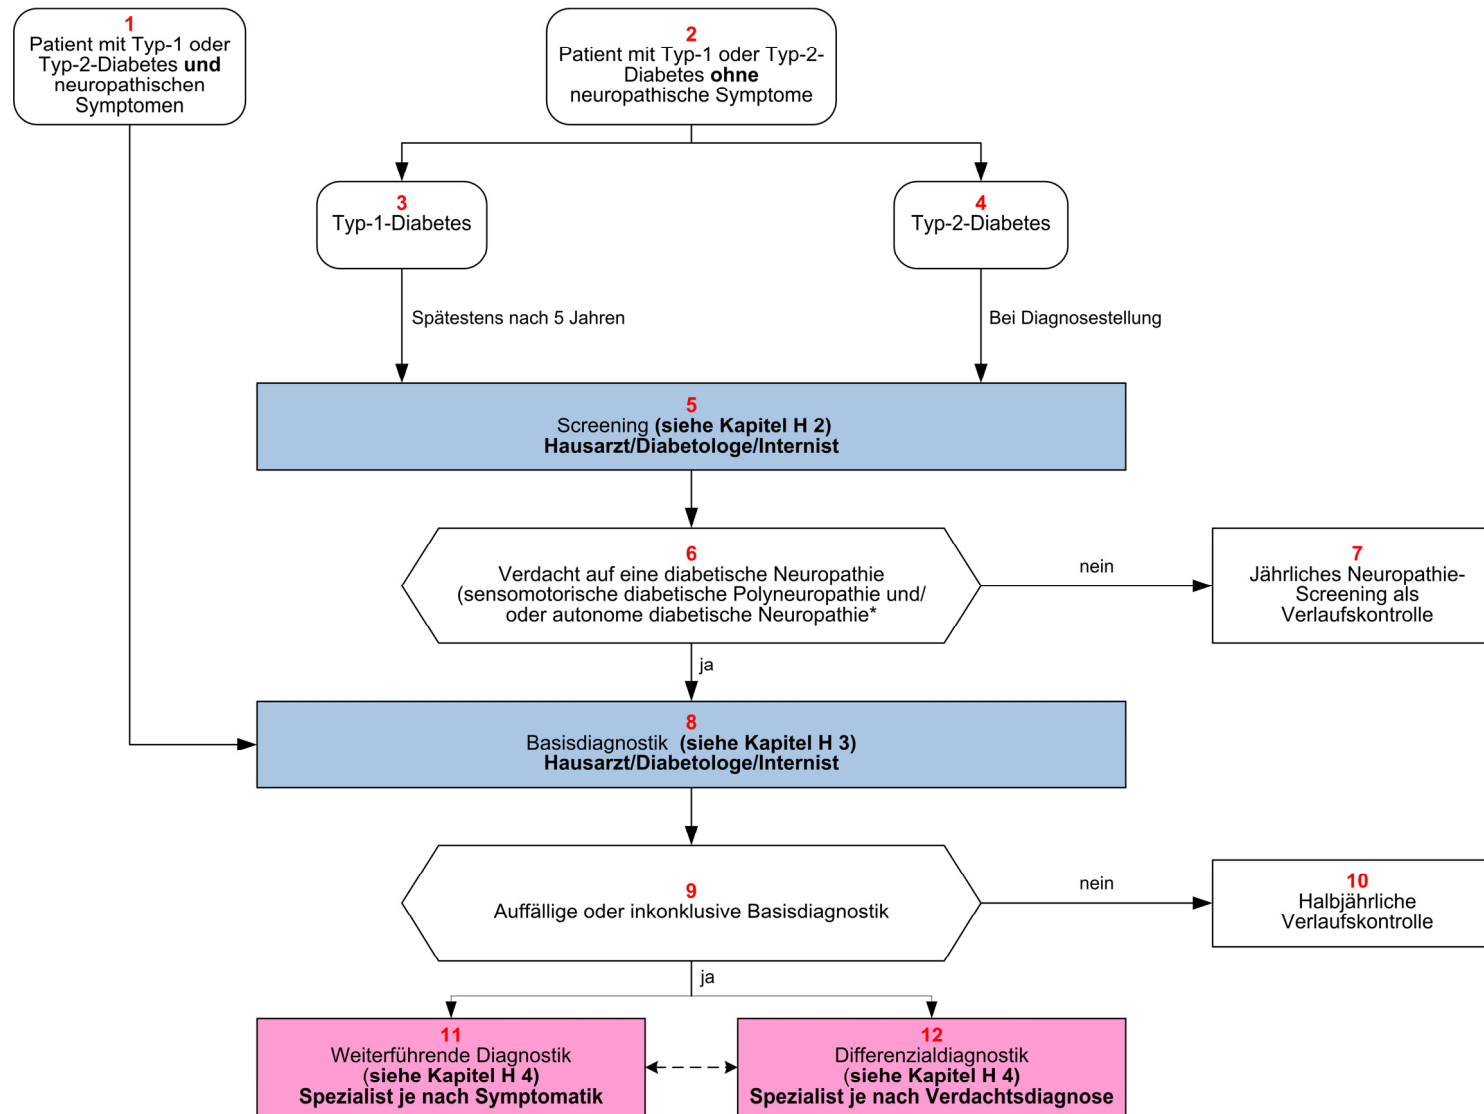 1
Patient mit Typ-1 oder
Typ-2-Diabetes und
neuropathischen
Symptomen
2
Patient mit Typ-1 oder Typ-2-
Diabetes ohne
neuropathische Symptome
3
Typ-1-Diabetes
4
Typ-2-Diabetes
Spätestens nach 5 Jahren
Bei Diagnosestellung
5
Screening (siehe Kapitel H 2)
Hausarzt/Diabetologe/Internist
6
Verdacht auf eine diabetische Neuropathie
(sensomotorische diabetische Polyneuropathie und/
oder autonome diabetische Neuropathie*
nein
7
Jährliches Neuropathie-
Screening als
Verlaufskontrolle
ja
8
Basisdiagnostik (siehe Kapitel H 3)
Hausarzt/Diabetologe/Internist
9
Auffällige oder inkonklusive Basisdiagnostik
nein
10
Halbjährliche
Verlaufskontrolle
ja
11
Weiterführende Diagnostik
(siehe Kapitel H 4)
Spezialist je nach Symptomatik
12
Differenzialdiagnostik
(siehe Kapitel H 4)
Spezialist je nach Verdachtsdiagnose